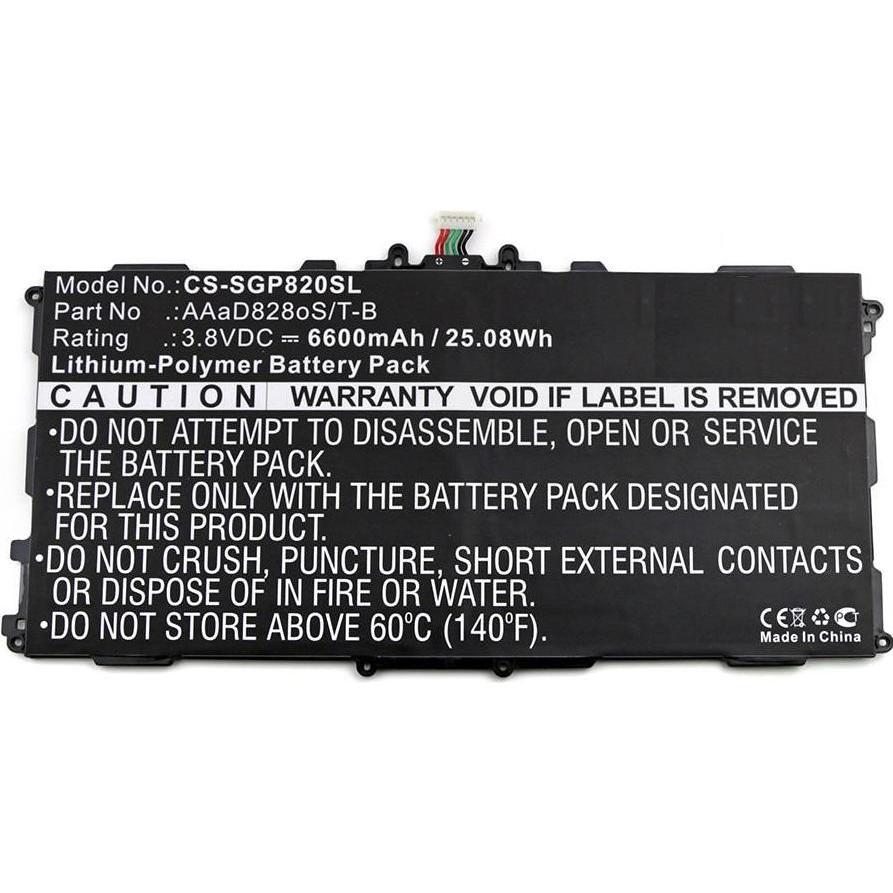 Model No.:CS-SGP820SL
Part No .:AAaD828oS/T-B
Rating .:3.8VDC ⎓ 6600mAh / 25.08Wh
Lithium-Polymer Battery Pack
CAUTION WARRANTY VOID IF LABEL IS REMOVED
•DO NOT ATTEMPT TO DISASSEMBLE, OPEN OR SERVICE
THE BATTERY PACK.
•REPLACE ONLY WITH THE BATTERY PACK DESIGNATED
FOR THIS PRODUCT.
•DO NOT CRUSH, PUNCTURE, SHORT EXTERNAL CONTACTS
OR DISPOSE OF IN FIRE OR WATER.
•DO NOT STORE ABOVE 60°C (140°F).
CE
Made In China